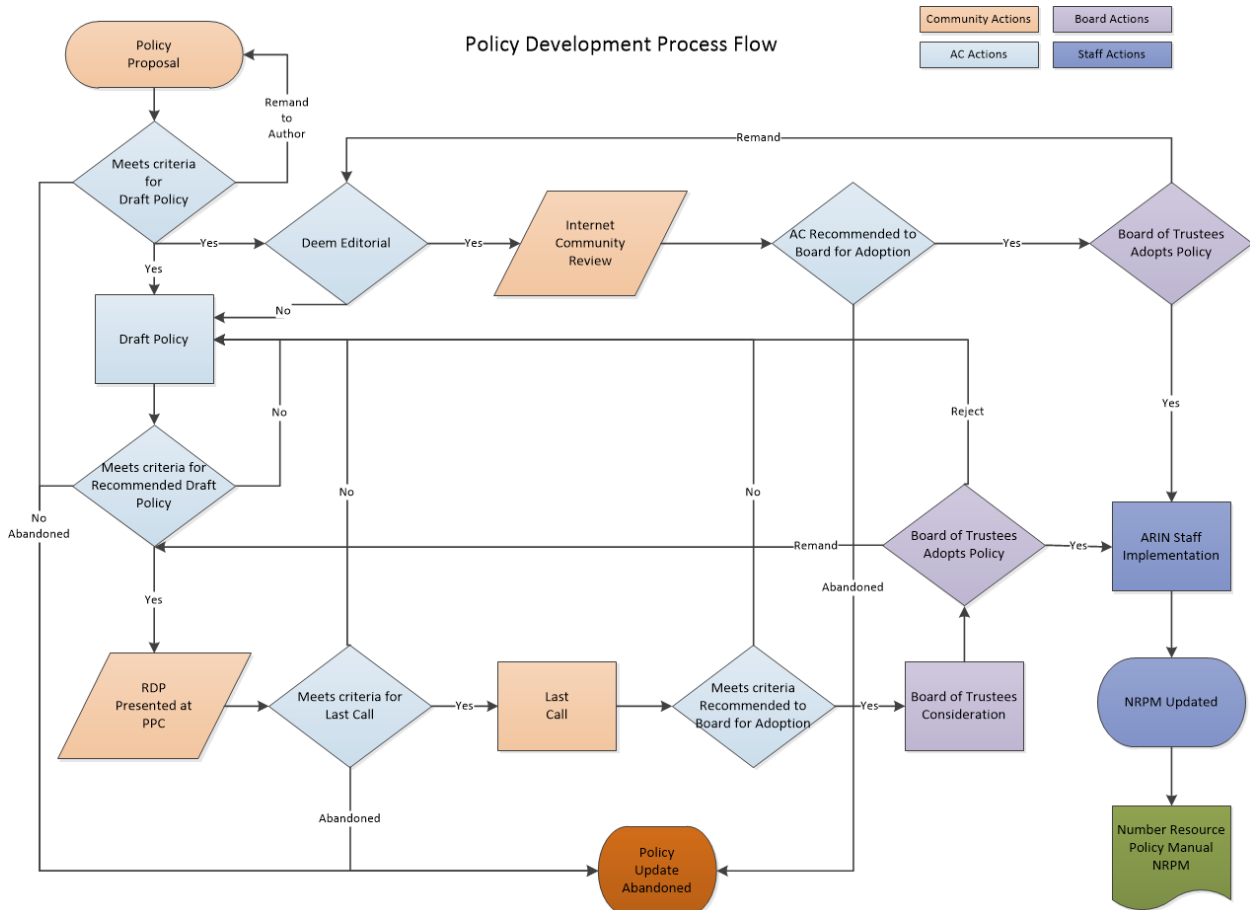 Policy Development Process Flow
Community Actions
Board Actions
AC Actions
Staff Actions
Policy
Proposal
Remand
to
Author
Meets criteria
for
Draft Policy
Yes
Yes
Deem Editorial
Yes
No
Internet
Community
Review
AC Recommended to
Board for Adoption
Yes
Remand
Board of Trustees
Adopts Policy
Yes
Draft Policy
No
No
No
Reject
Meets criteria for
Recommended Draft
Policy
No
Abandoned
Yes
Remand
Board of Trustees
Adopts Policy
Yes
ARIN Staff
Implementation
Abandoned
RDP
Presented at
PPC
Meets criteria for
Last Call
Yes
Last
Call
Meets criteria
Recommended to
Board for Adoption
Yes
Board of Trustees
Consideration
NRPM Updated
Abandoned
Policy
Update
Abandoned
Number Resource
Policy Manual
NRPM